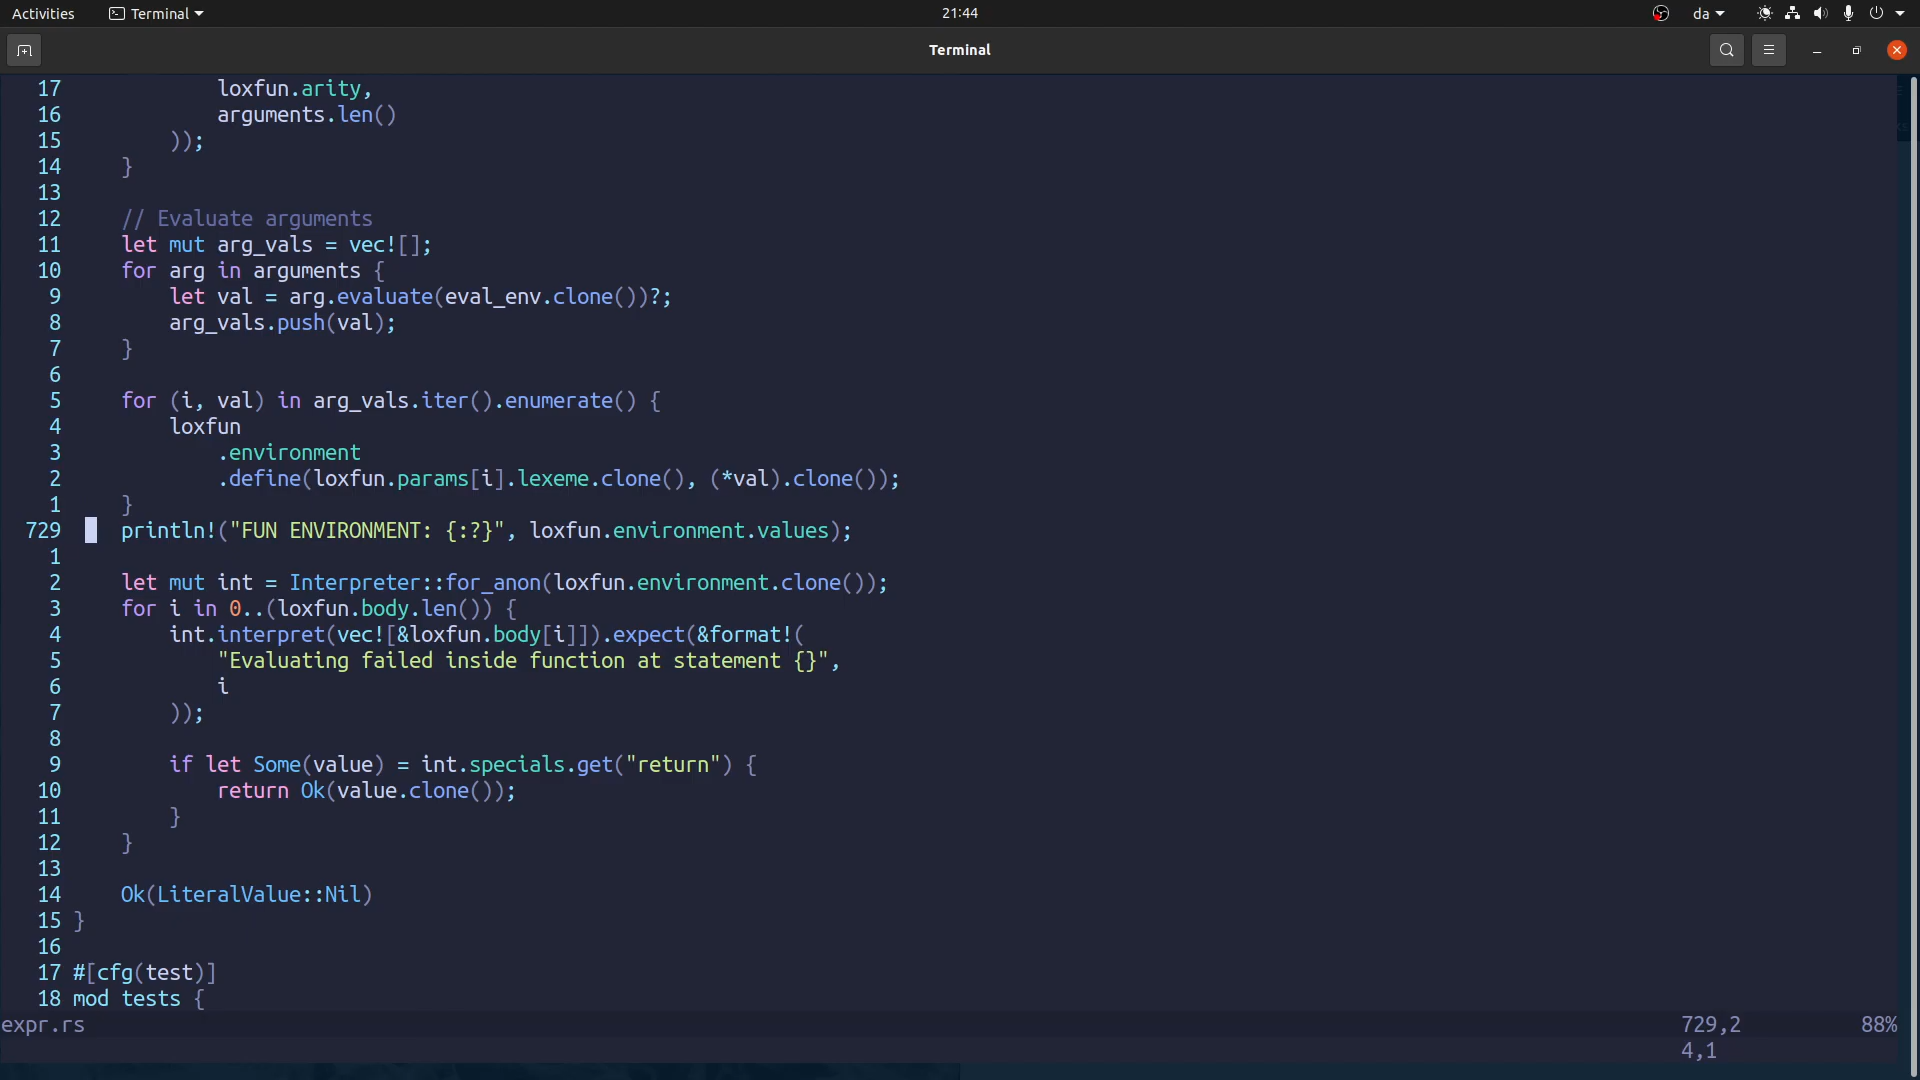 Activities Terminal 21:44 da
Terminal
17 loxfun.arity,
16 arguments.len()
15 ));
14 }
13
12 // Evaluate arguments
11 let mut arg_vals = vec![];
10 for arg in arguments {
9 let val = arg.evaluate(eval_env.clone())?;
8 arg_vals.push(val);
7 }
6
5 for (i, val) in arg_vals.iter().enumerate() {
4 loxfun
3 .environment
2 .define(loxfun.params[i].lexeme.clone(), (*val).clone());
1 }
729 println!("FUN ENVIRONMENT: {:?}", loxfun.environment.values);
1
2 let mut int = Interpreter::for_anon(loxfun.environment.clone());
3 for i in 0..(loxfun.body.len()) {
4 int.interpret(vec![&loxfun.body[i]]).expect(&format!(
5 "Evaluating failed inside function at statement {}",
6 i
7 ));
8
9 if let Some(value) = int.specials.get("return") {
10 return Ok(value.clone());
11 }
12 }
13
14 Ok(LiteralValue::Nil)
15 }
16
17 #[cfg(test)]
18 mod tests {
expr.rs 729,2 88%
4,1